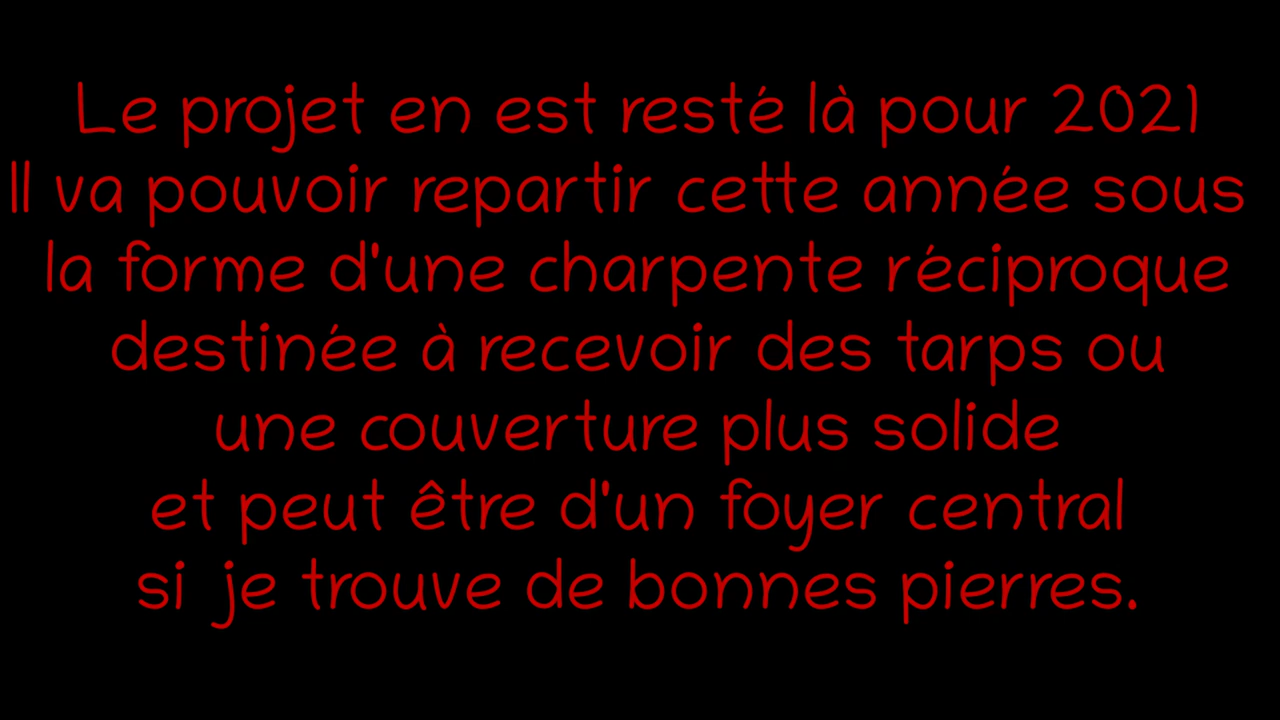 Le projet en est resté là pour 2021
Il va pouvoir repartir cette année sous
la forme d'une charpente réciproque
destinée à recevoir des tarps ou
une couverture plus solide
et peut être d'un foyer central
si je trouve de bonnes pierres.